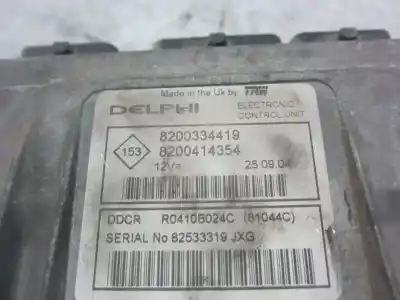 Made in the Uk by TRW
DELPHI
ELECTRONIC
CONTROL UNIT
153
8200334419
8200414354
12V=
25.09.04
DDCR R0410B024C (81044C)
SERIAL No 82533319 JXG